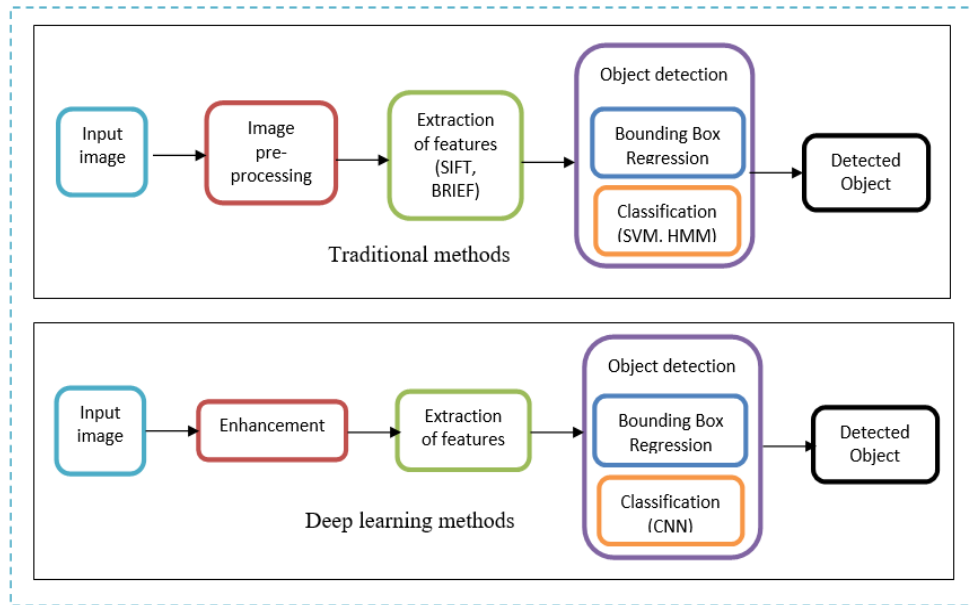 Input
image
Image
pre-
processing
Extraction
of features
(SIFT,
BRIEF)
Object detection
Bounding Box
Regression
Classification
(SVM, HMM)
Detected
Object
Traditional methods
Input
image
Enhancement
Extraction
of features
Object detection
Bounding Box
Regression
Classification
(CNN)
Detected
Object
Deep learning methods